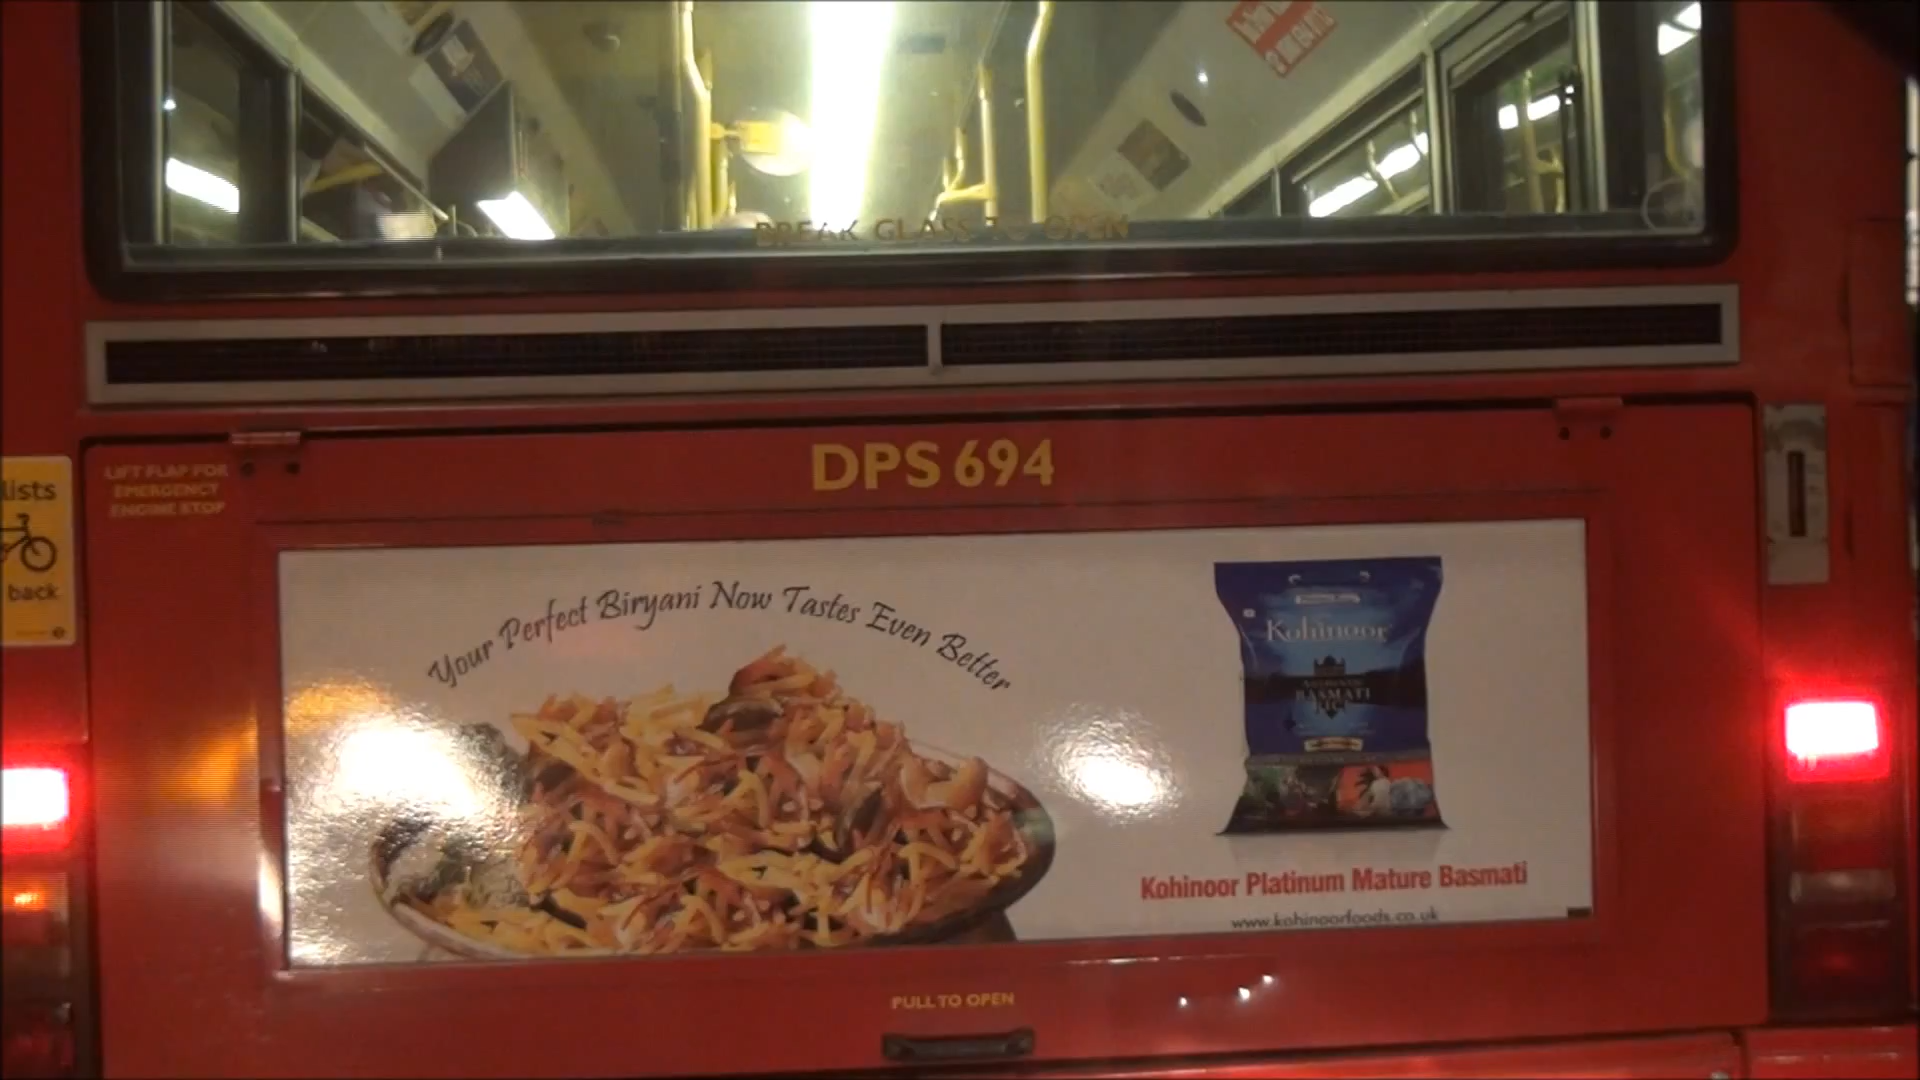 BREAK GLASS TO OPEN
DPS 694
LIFT FLAP FOR
EMERGENCY
ENGINE STOP
lists
back
Your Perfect Biryani Now Tastes Even Better
Kohinoor
BASMATI
RICE
Kohinoor Platinum Mature Basmati
www.kohinoorfoods.co.uk
PULL TO OPEN